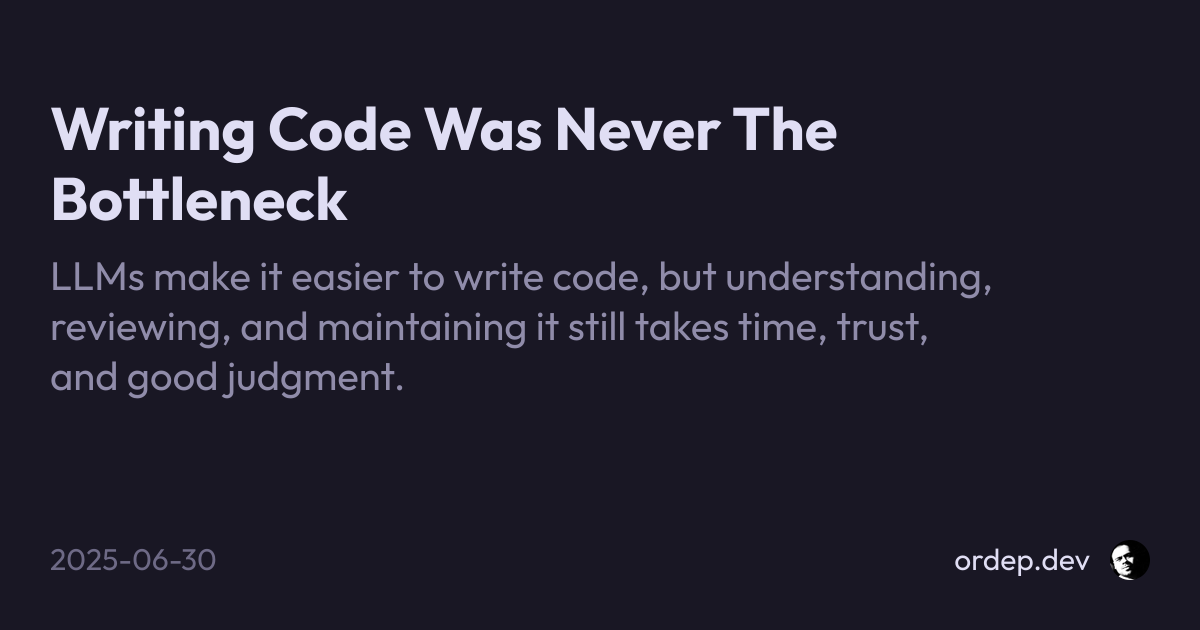 Writing Code Was Never The
Bottleneck
LLMs make it easier to write code, but understanding,
reviewing, and maintaining it still takes time, trust,
and good judgment.
2025-06-30
ordep.dev